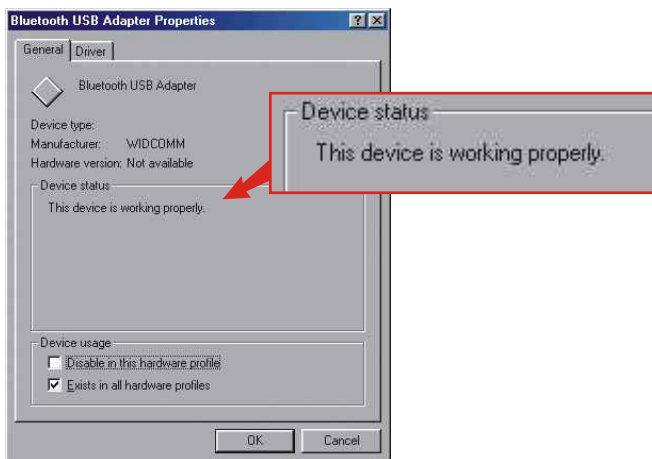 Bluetooth USB Adapter Properties
General Driver
Bluetooth USB Adapter
Device type:
Manufacturer: WIDCOMM
Hardware version: Not available
Device status
This device is working properly.
Device status
This device is working properly.
Device usage
Disable in this hardware profile
Exists in all hardware profiles
OK Cancel